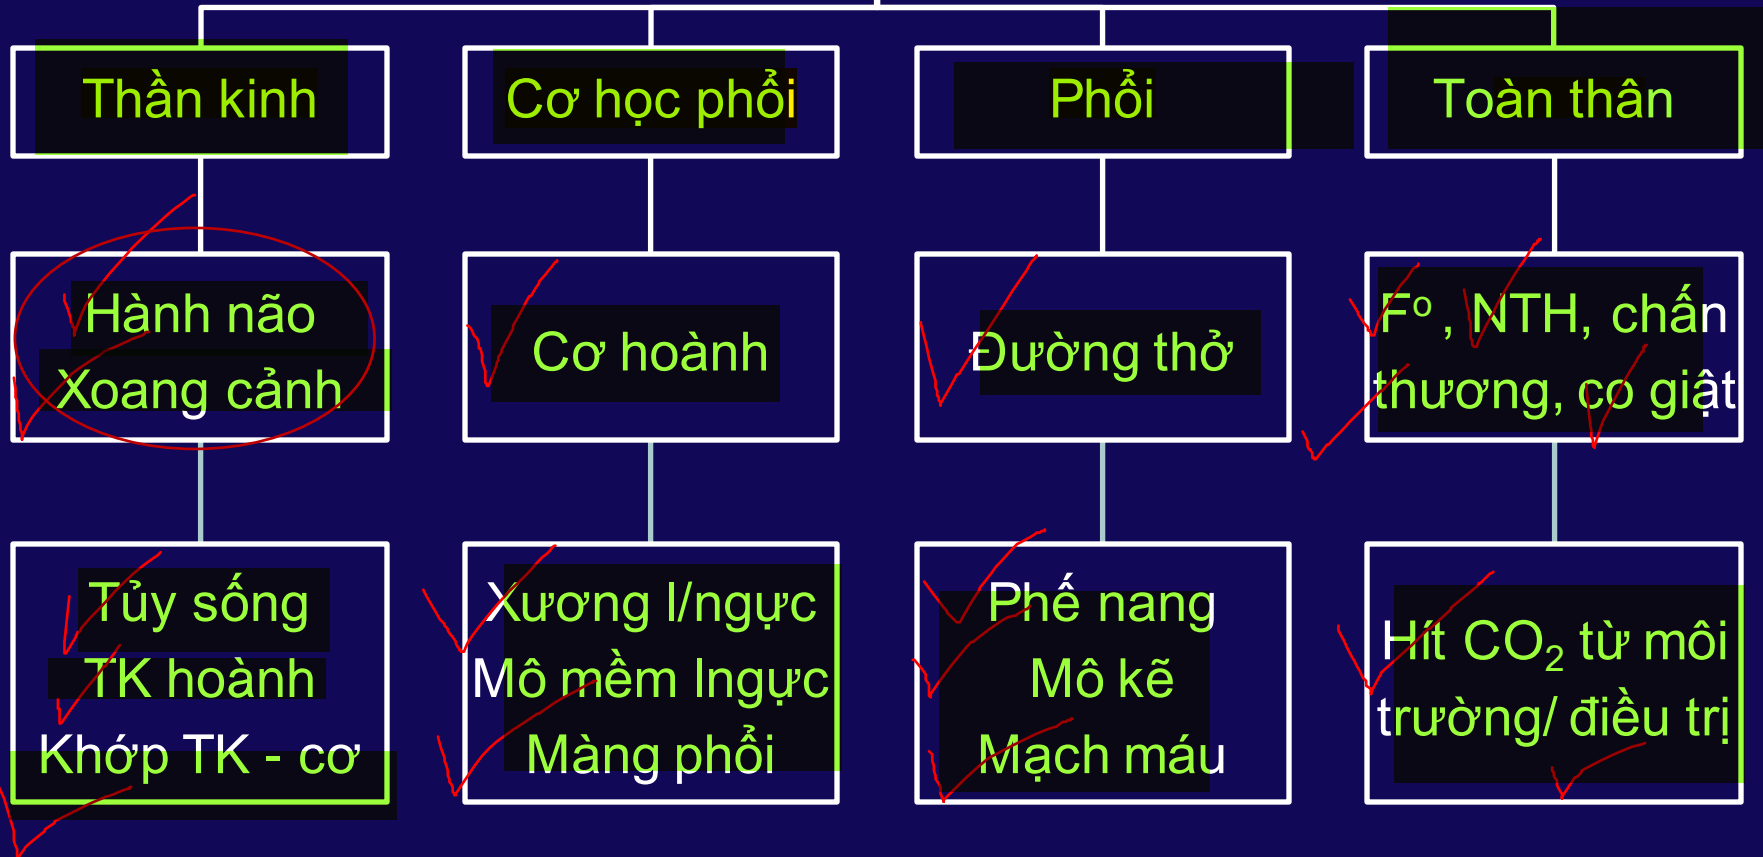 Thần kinh
Cơ học phổi
Phổi
Toàn thân
Hành não
Xoang cảnh
Cơ hoành
Đường thở
Fº , NTH, chấn
thương, co giật
Tủy sống
TK hoành
Khớp TK - cơ
Xương l/ngực
Mô mềm lngực
Màng phổi
Phế nang
Mô kẽ
Mạch máu
Hít CO₂ từ môi
trường/ điều trị